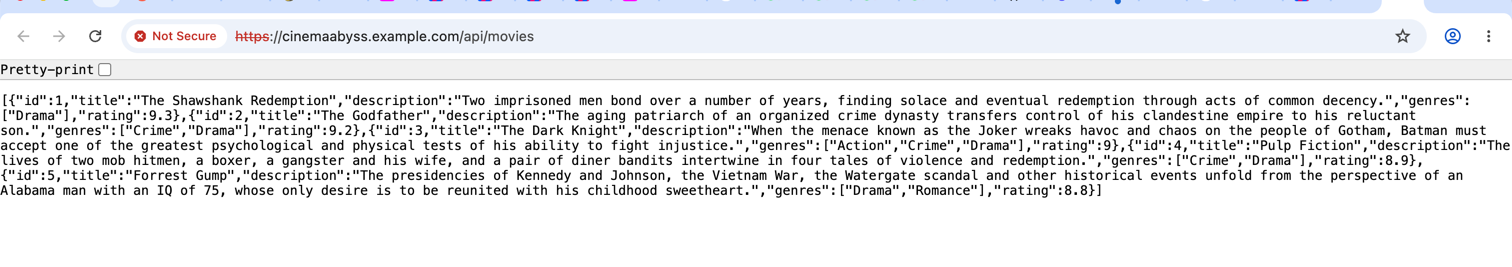 Not Secure https://cinemaabyss.example.com/api/movies
Pretty-print
[{"id":1,"title":"The Shawshank Redemption","description":"Two imprisoned men bond over a number of years, finding solace and eventual redemption through acts of common decency.","genres":
["Drama"],"rating":9.3},{"id":2,"title":"The Godfather","description":"The aging patriarch of an organized crime dynasty transfers control of his clandestine empire to his reluctant
son.","genres":["Crime","Drama"],"rating":9.2},{"id":3,"title":"The Dark Knight","description":"When the menace known as the Joker wreaks havoc and chaos on the people of Gotham, Batman must
accept one of the greatest psychological and physical tests of his ability to fight injustice.","genres":["Action","Crime","Drama"],"rating":9},{"id":4,"title":"Pulp Fiction","description":"The
lives of two mob hitmen, a boxer, a gangster and his wife, and a pair of diner bandits intertwine in four tales of violence and redemption.","genres":["Crime","Drama"],"rating":8.9},
{"id":5,"title":"Forrest Gump","description":"The presidencies of Kennedy and Johnson, the Vietnam War, the Watergate scandal and other historical events unfold from the perspective of an
Alabama man with an IQ of 75, whose only desire is to be reunited with his childhood sweetheart.","genres":["Drama","Romance"],"rating":8.8}]